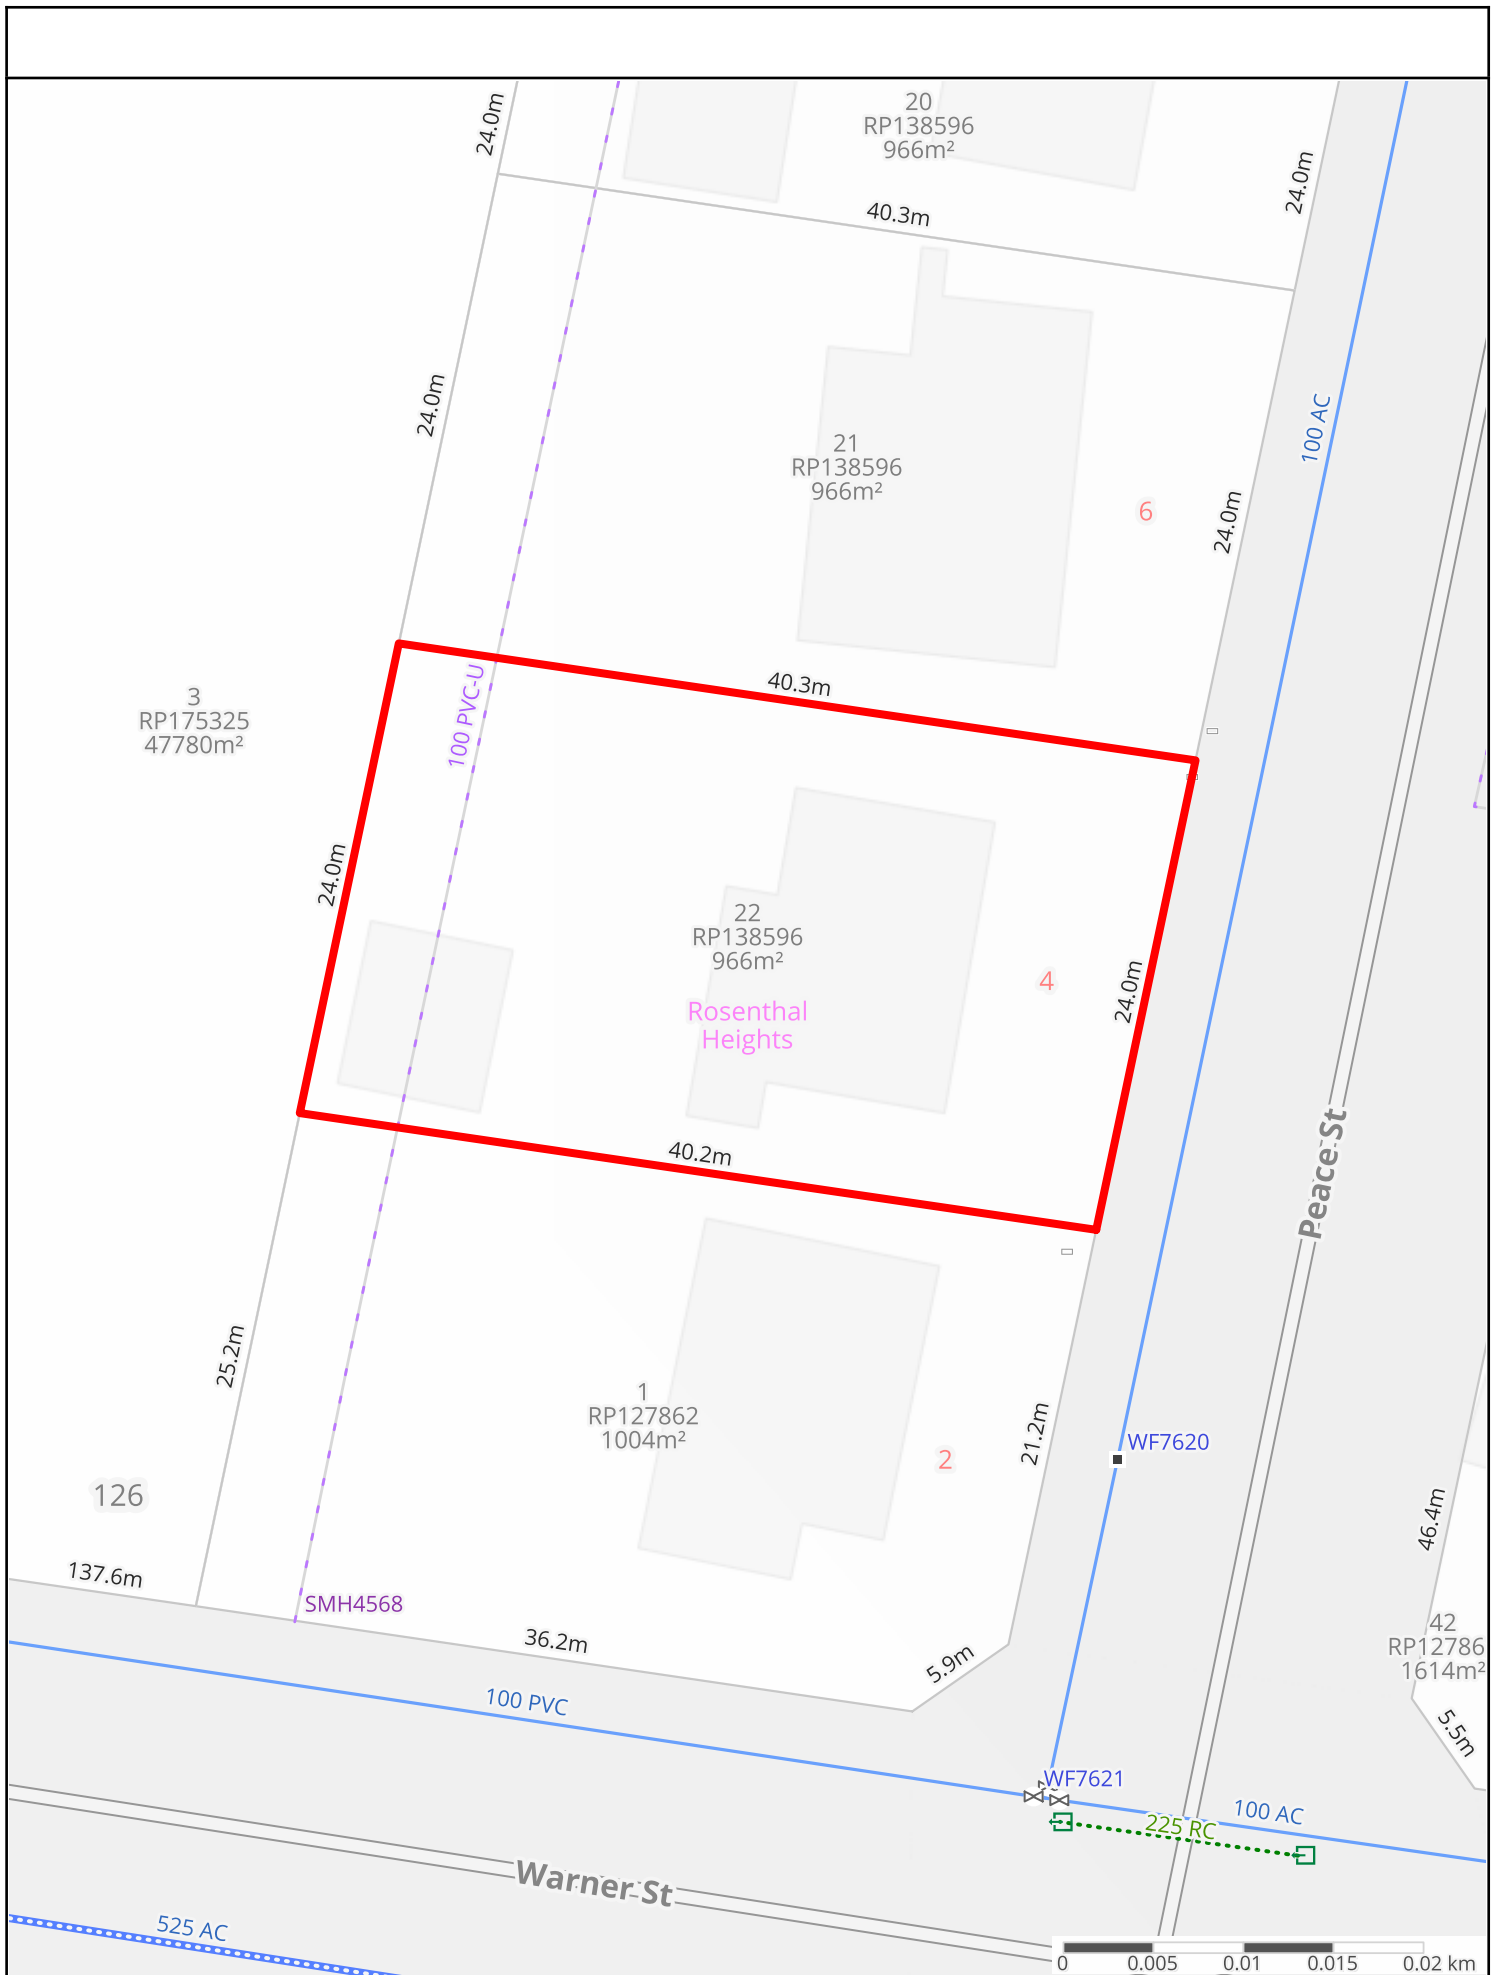 24.0m
20
RP138596
966m²
24.0m
40.3m
24.0m
100 AC
21
RP138596
966m²
6
24.0m
3
RP175325
47780m²
100 PVC-U
40.3m
24.0m
22
RP138596
966m²
4
24.0m
Rosenthal
Heights
40.2m
Peace St
25.2m
1
RP127862
1004m²
2
21.2m
WF7620
126
46.4m
137.6m
SMH4568
36.2m
5.9m
42
RP12786
1614m²
5.5m
100 PVC
WF7621
100 AC
225 RC
Warner St
525 AC
0 0.005 0.01 0.015 0.02 km